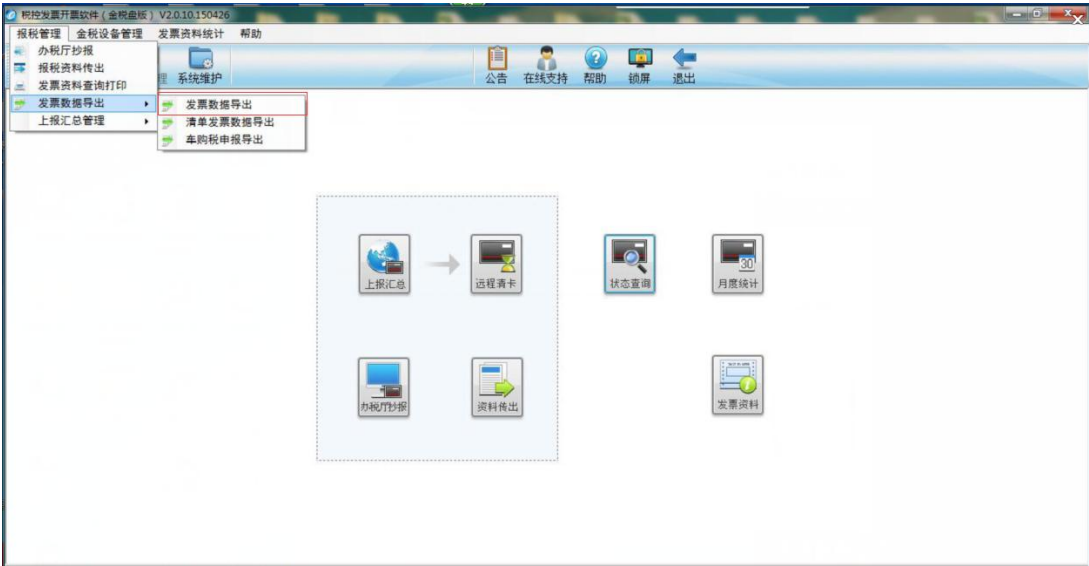 税控发票开票软件（金税盘版） V2.0.10.150426
报税管理 金税设备管理 发票资料统计 帮助
办税厅抄报
报税资料传出
发票资料查询打印
发票数据导出
上报汇总管理
理 系统维护
公告 在线支持 帮助 锁屏 退出
发票数据导出
清单发票数据导出
车购税申报导出
上报汇总
远程清卡
状态查询
30
月度统计
办税厅抄报
资料传出
发票资料